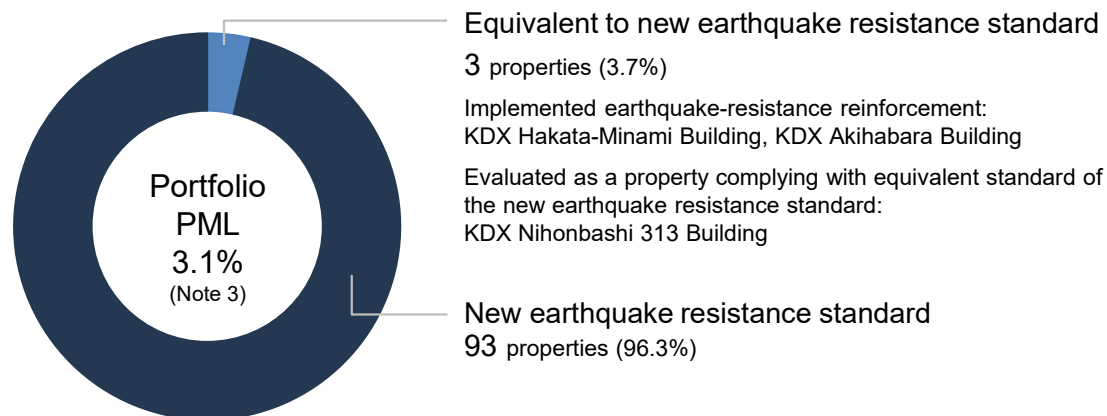 Equivalent to new earthquake resistance standard
3 properties (3.7%)
Implemented earthquake-resistance reinforcement:
KDX Hakata-Minami Building, KDX Akihabara Building
Evaluated as a property complying with equivalent standard of
the new earthquake resistance standard:
KDX Nihonbashi 313 Building
Portfolio
PML
3.1%
(Note 3)
New earthquake resistance standard
93 properties (96.3%)